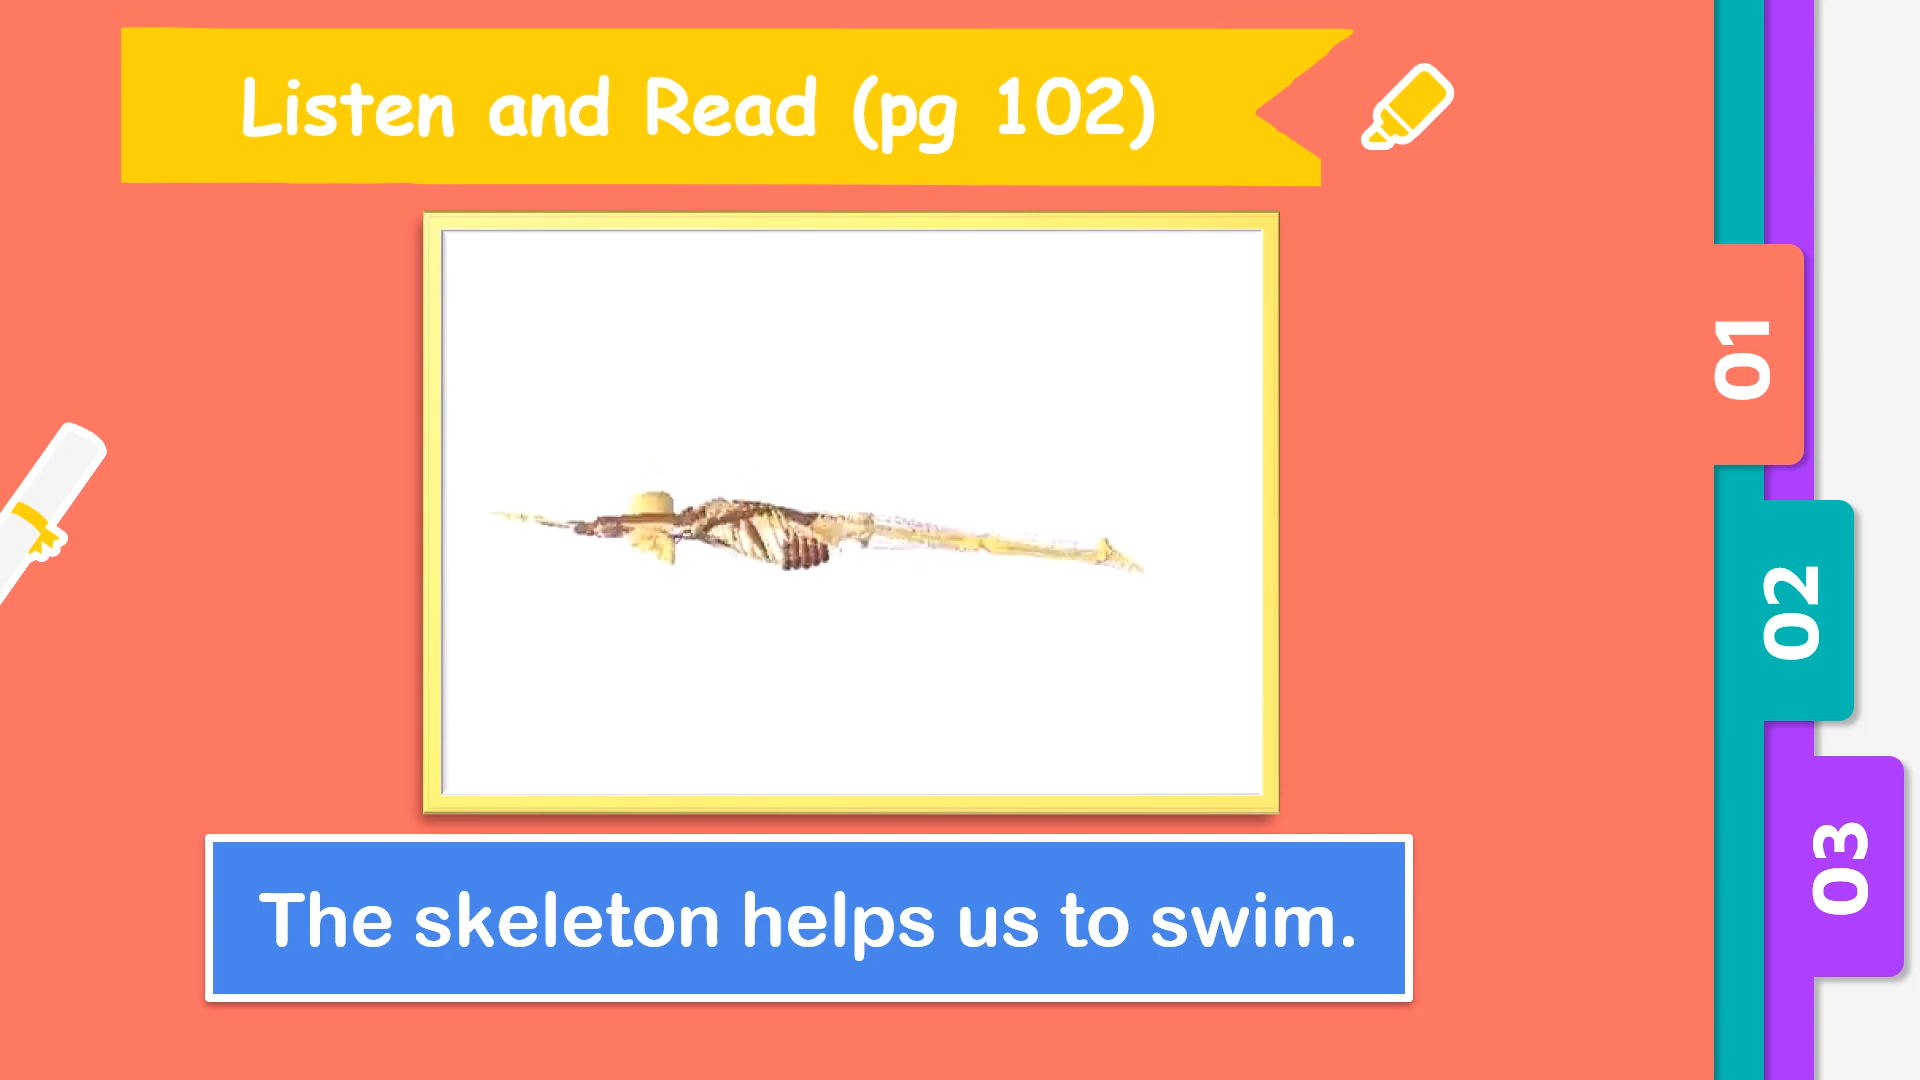 Listen and Read (pg 102)
01
02
03
The skeleton helps us to swim.